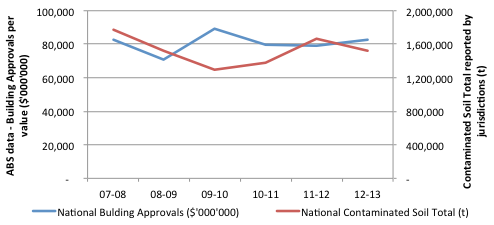 ABS data - Building Approvals per
value ($'000'000)
100,000
80,000
60,000
40,000
20,000
-
2,000,000
1,600,000
1,200,000
800,000
400,000
-
Contaminated Soil Total reported by
jurisdictions (t)
07-08 08-09 09-10 10-11 11-12 12-13
National Bulding Approvals ($'000'000) National Contaminated Soil Total (t)